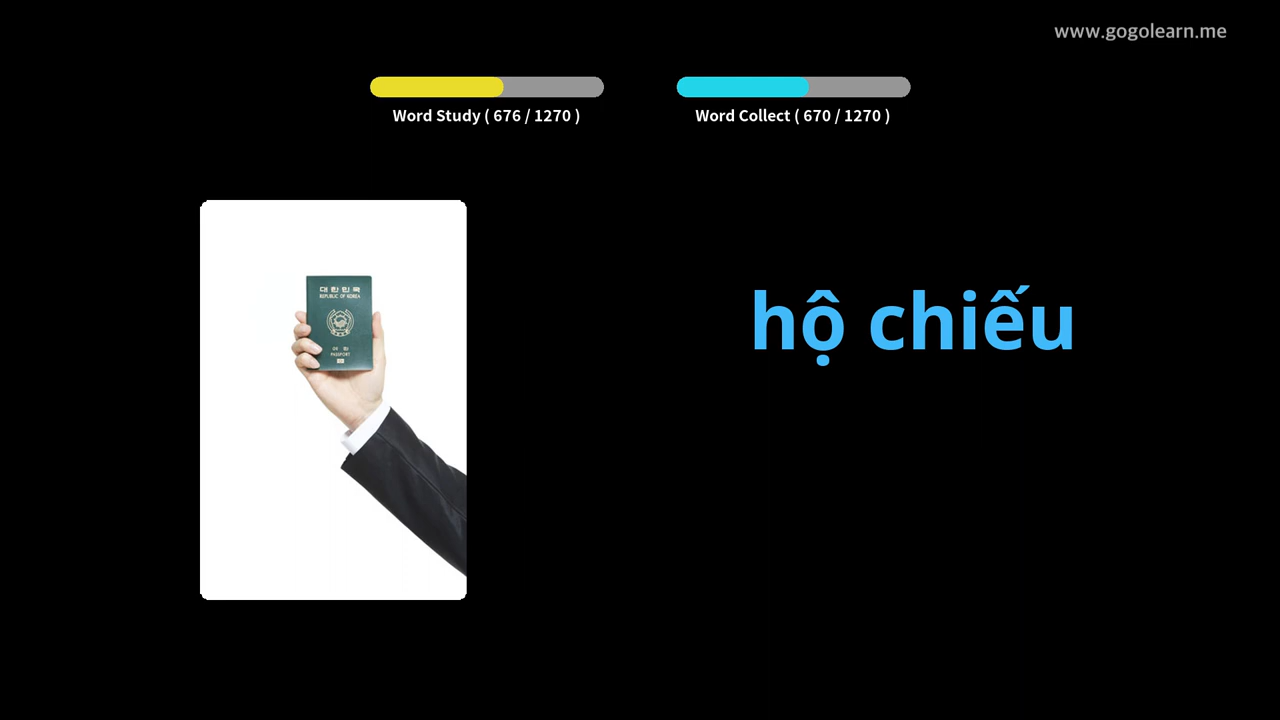 www.gogolearn.me
Word Study ( 676 / 1270 )
Word Collect ( 670 / 1270 )
대한민국
REPUBLIC OF KOREA
여 권
PASSPORT
hộ chiếu